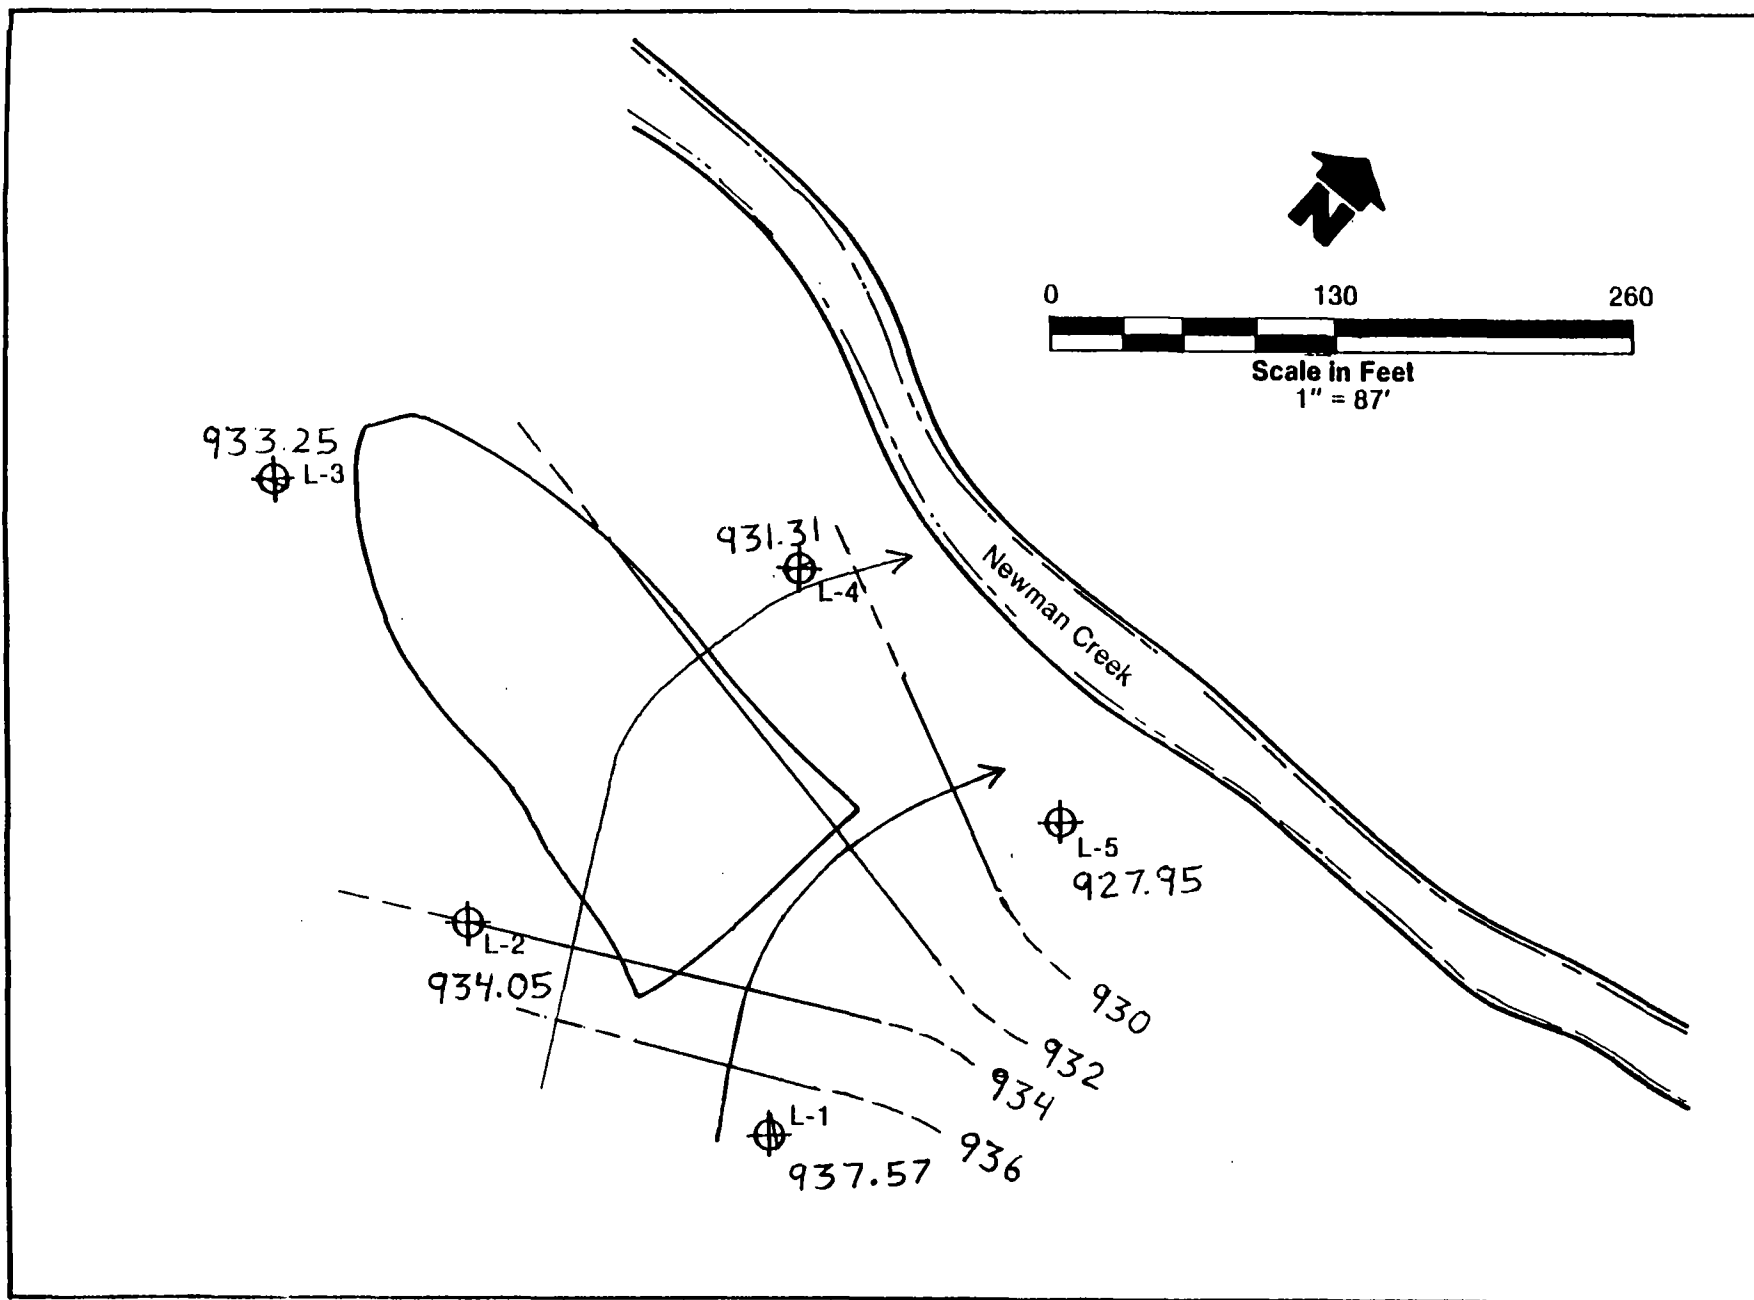 N
0 130 260
Scale in Feet
1" = 87'
933.25
L-3
931.31
L-4
Newman Creek
L-5
927.95
L-2
934.05
930
932
934
936
L-1
937.57